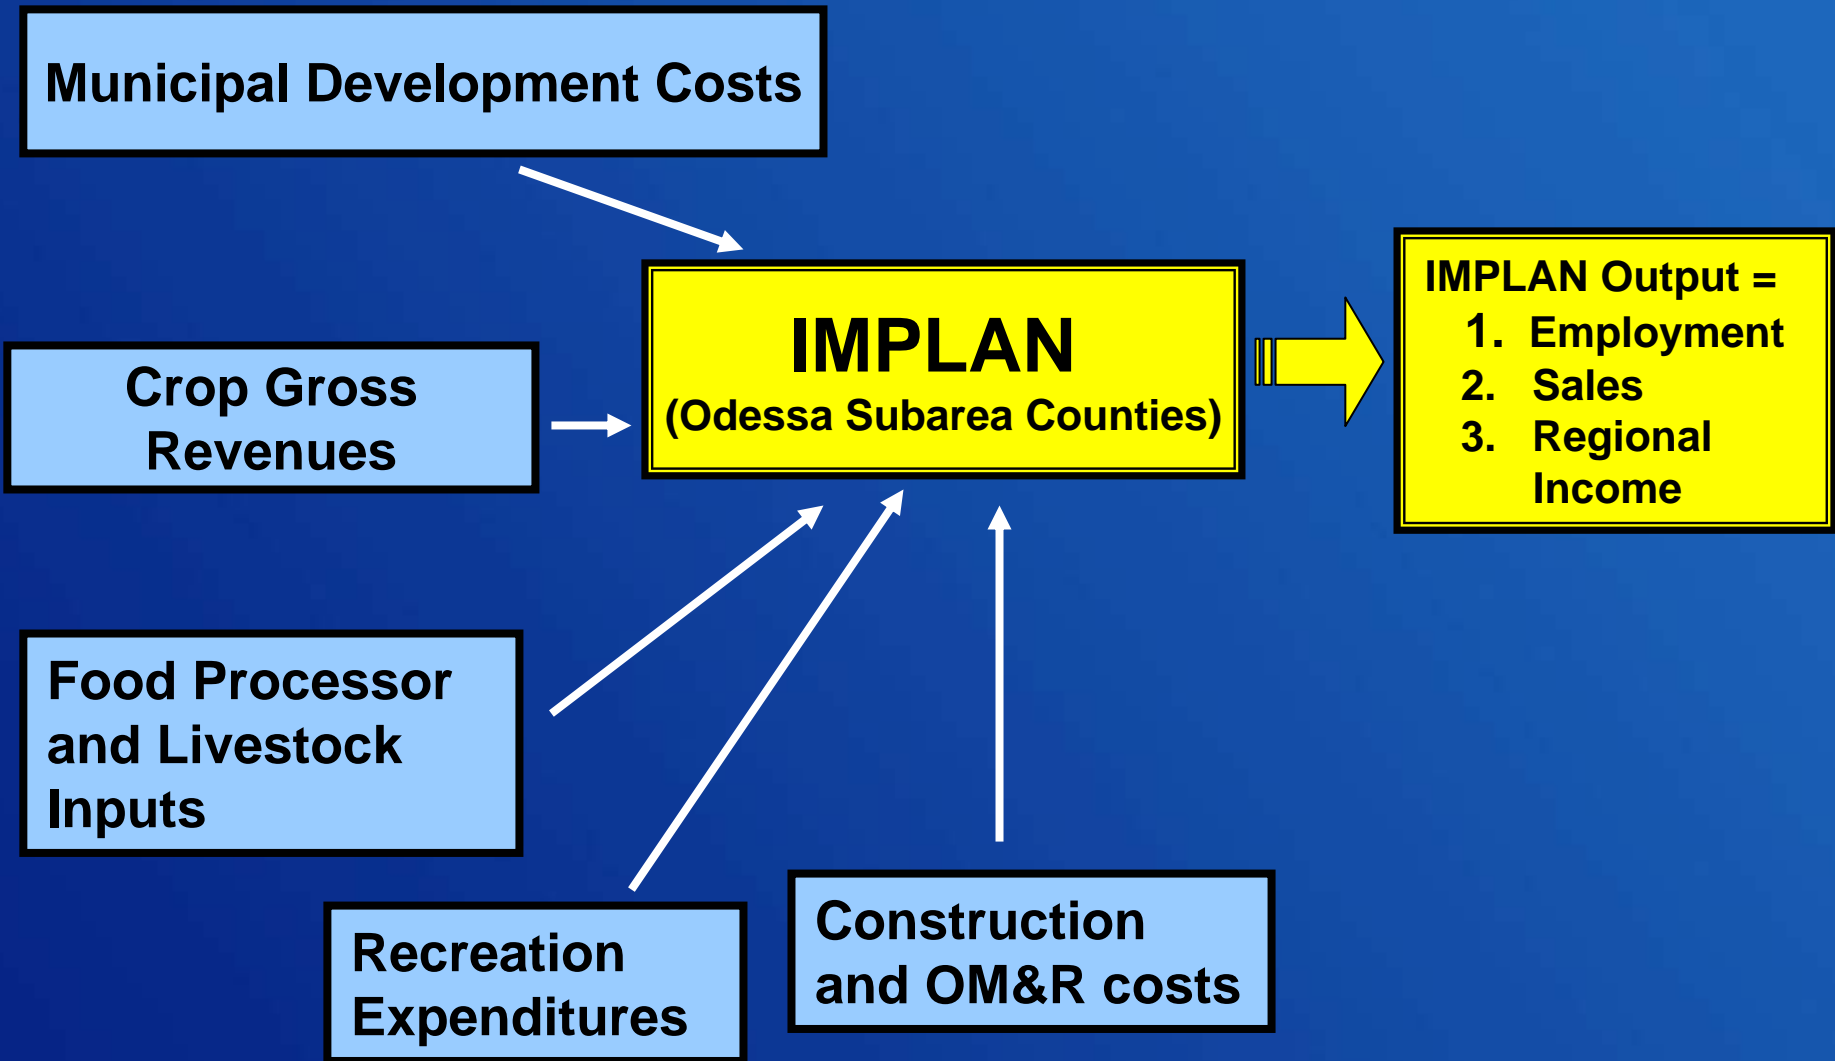 Municipal Development Costs
IMPLAN
(Odessa Subarea Counties)
IMPLAN Output =
1. Employment
2. Sales
3. Regional
Income
Crop Gross
Revenues
Food Processor
and Livestock
Inputs
Recreation
Expenditures
Construction
and OM&R costs